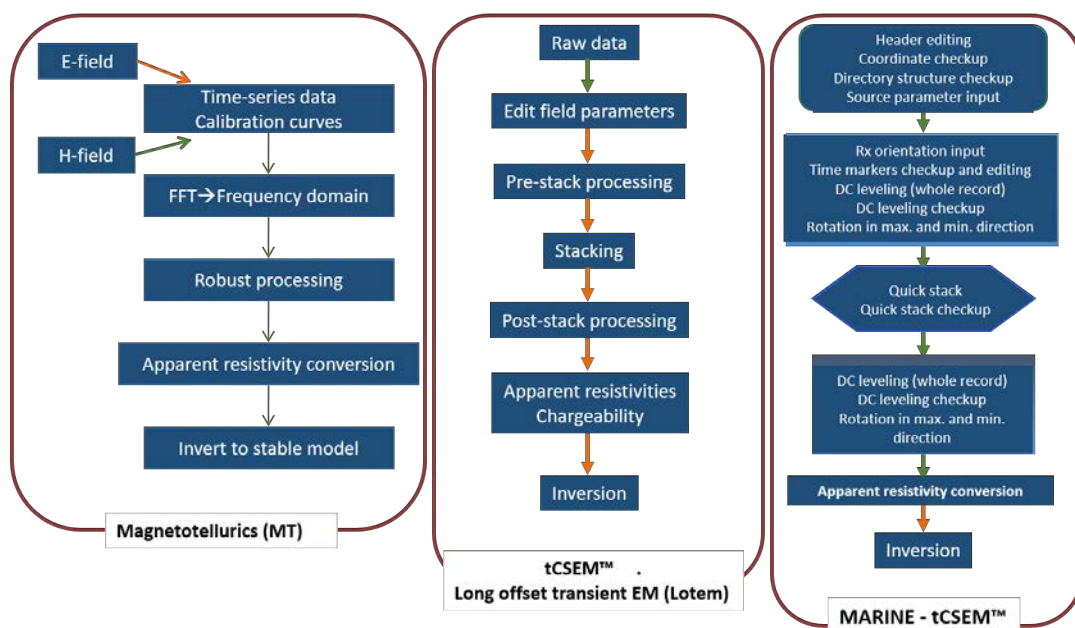 E-field
H-field
Time-series data
Calibration curves
FFT→Frequency domain
Robust processing
Apparent resistivity conversion
Invert to stable model
Magnetotellurics (MT)
Raw data
Edit field parameters
Pre-stack processing
Stacking
Post-stack processing
Apparent resistivities
Chargeability
Inversion
tCSEM™ .
Long offset transient EM (Lotem)
Header editing
Coordinate checkup
Directory structure checkup
Source parameter input
Rx orientation input
Time markers checkup and editing
DC leveling (whole record)
DC leveling checkup
Rotation in max. and min. direction
Quick stack
Quick stack checkup
DC leveling (whole record)
DC leveling checkup
Rotation in max. and min.
direction
Apparent resistivity conversion
Inversion
MARINE - tCSEM™